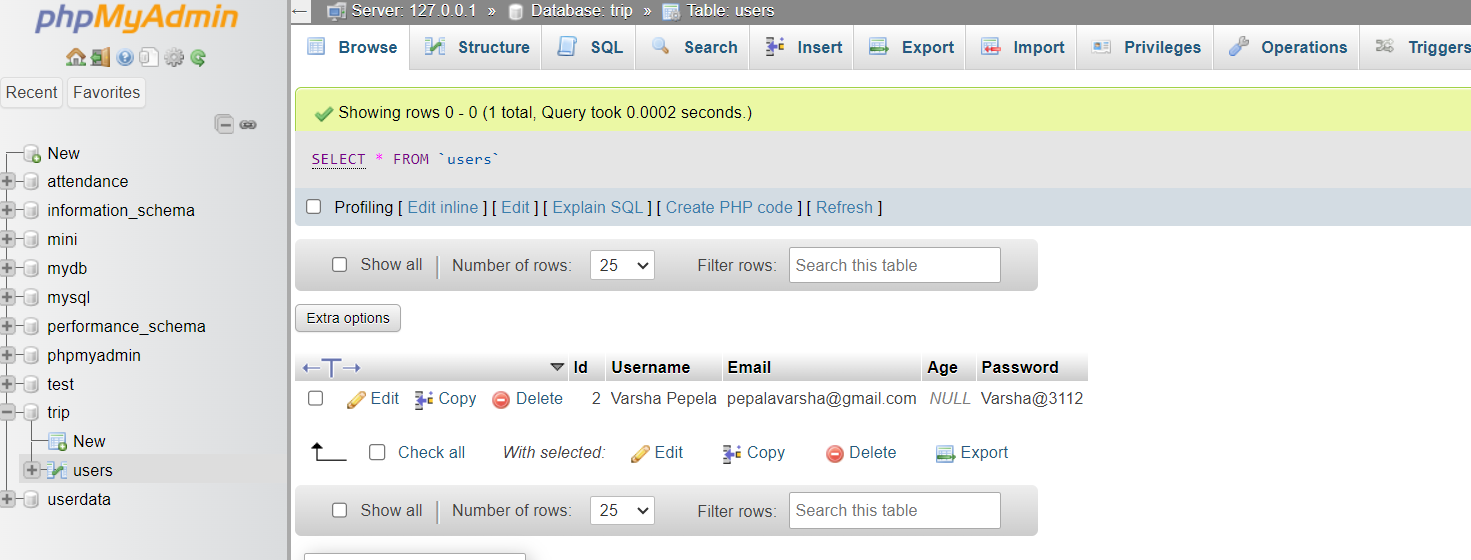 phpMyAdmin
Recent Favorites
New
attendance
information_schema
mini
mydb
mysql
performance_schema
phpmyadmin
test
trip
New
users
userdata
Server: 127.0.0.1 » Database: trip » Table: users
Browse Structure SQL Search Insert Export Import Privileges Operations Triggers
Showing rows 0 - 0 (1 total, Query took 0.0002 seconds.)
SELECT * FROM `users`
Profiling [ Edit inline ] [ Edit ] [ Explain SQL ] [ Create PHP code ] [ Refresh ]
Show all Number of rows: 25 Filter rows: Search this table
Extra options
Id Username Email Age Password
Edit Copy Delete 2 Varsha Pepela pepalavarsha@gmail.com NULL Varsha@3112
Check all With selected: Edit Copy Delete Export
Show all Number of rows: 25 Filter rows: Search this table